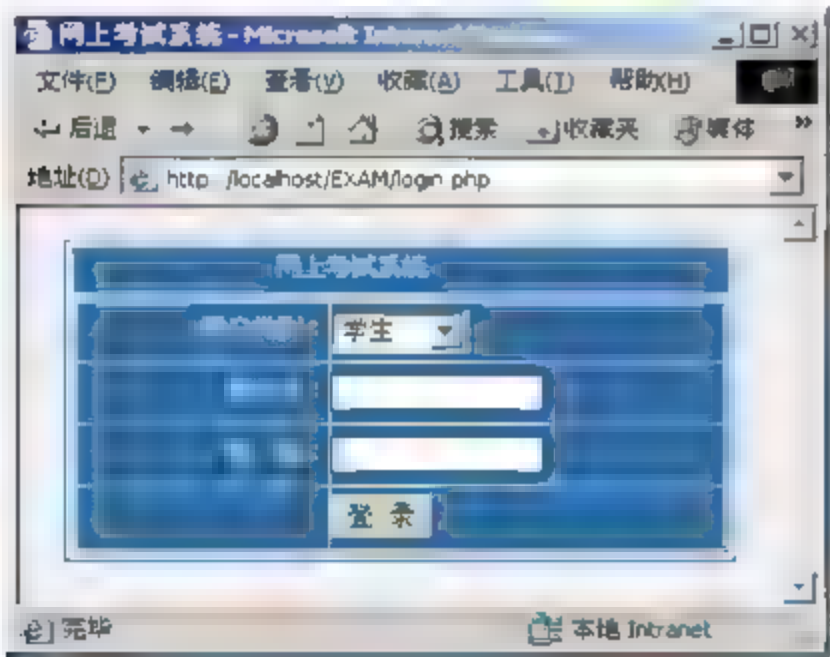 网上考试系统 - Microsoft
文件(F) 编辑(E) 查看(V) 收藏(A) 工具(T) 帮助(H)
后退 搜索 收藏夹 媒体 »
地址(D) http /localhost/EXAM/login php
网上考试系统
学生
登 录
完毕 本地 Intranet